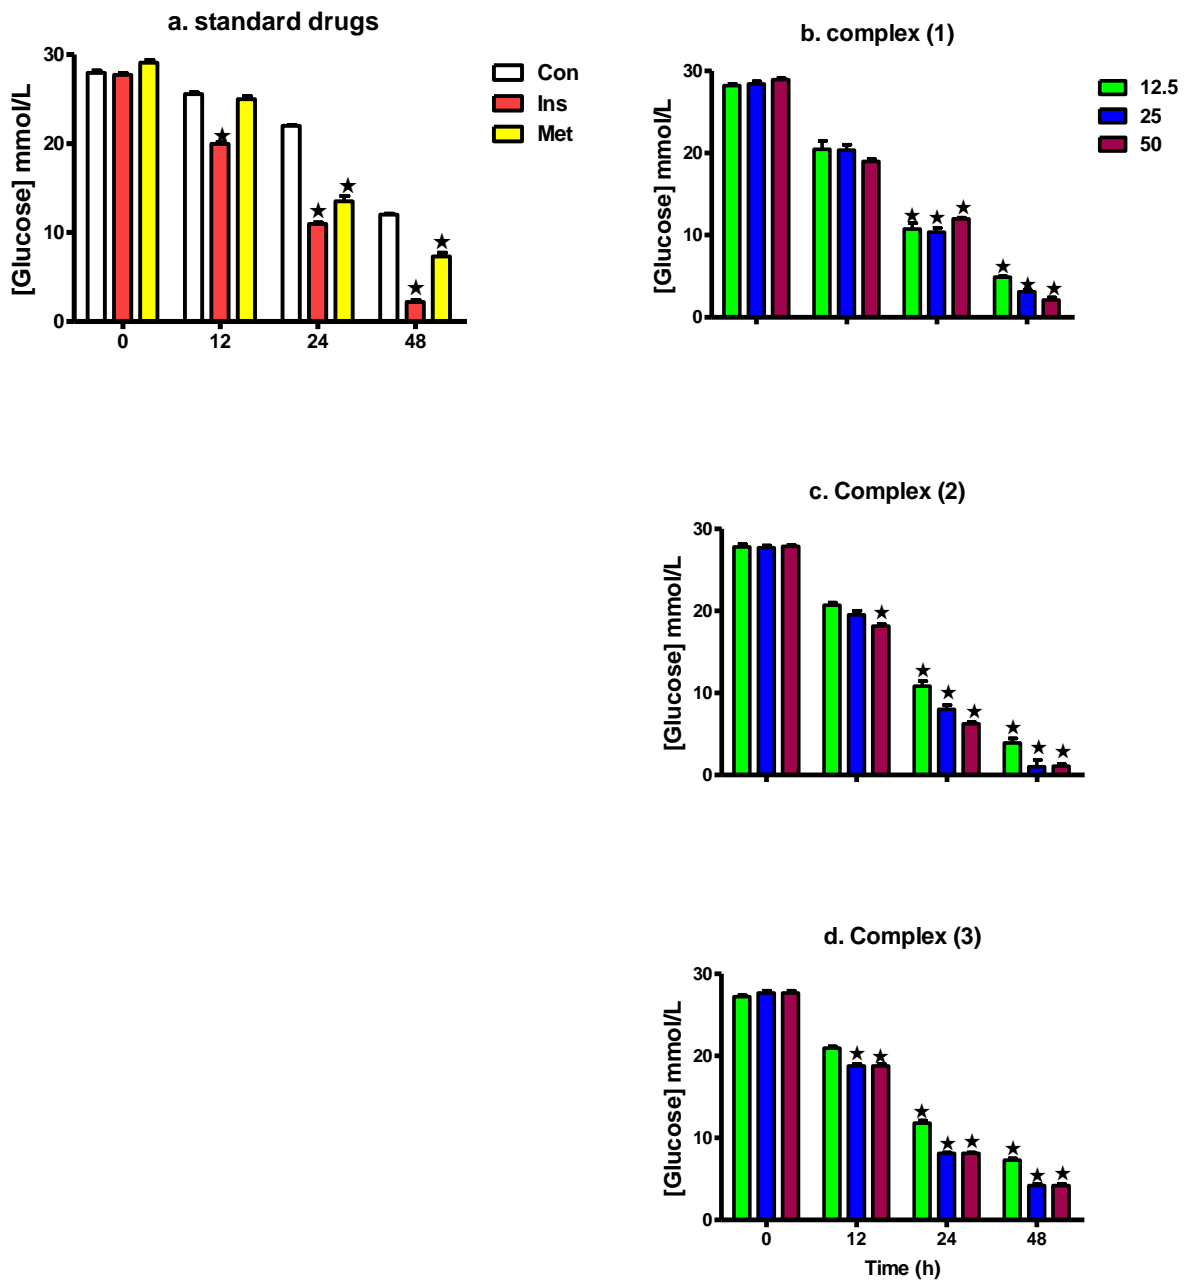 a. standard drugs
[Glucose] mmol/L
30
20
10
0
0 12 24 48
Con
Ins
Met
b. complex (1)
[Glucose] mmol/L
30
20
10
0
12.5
25
50
c. Complex (2)
[Glucose] mmol/L
30
20
10
0
d. Complex (3)
[Glucose] mmol/L
30
20
10
0
0 12 24 48
Time (h)